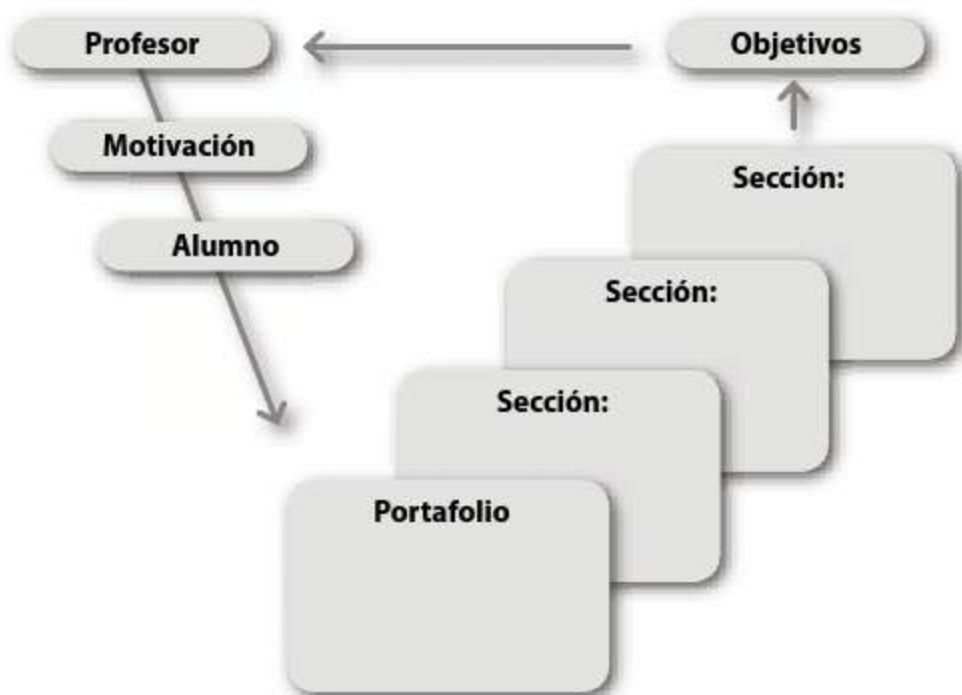 Profesor
Objetivos
Motivación
Sección:
Alumno
Sección:
Sección:
Portafolio